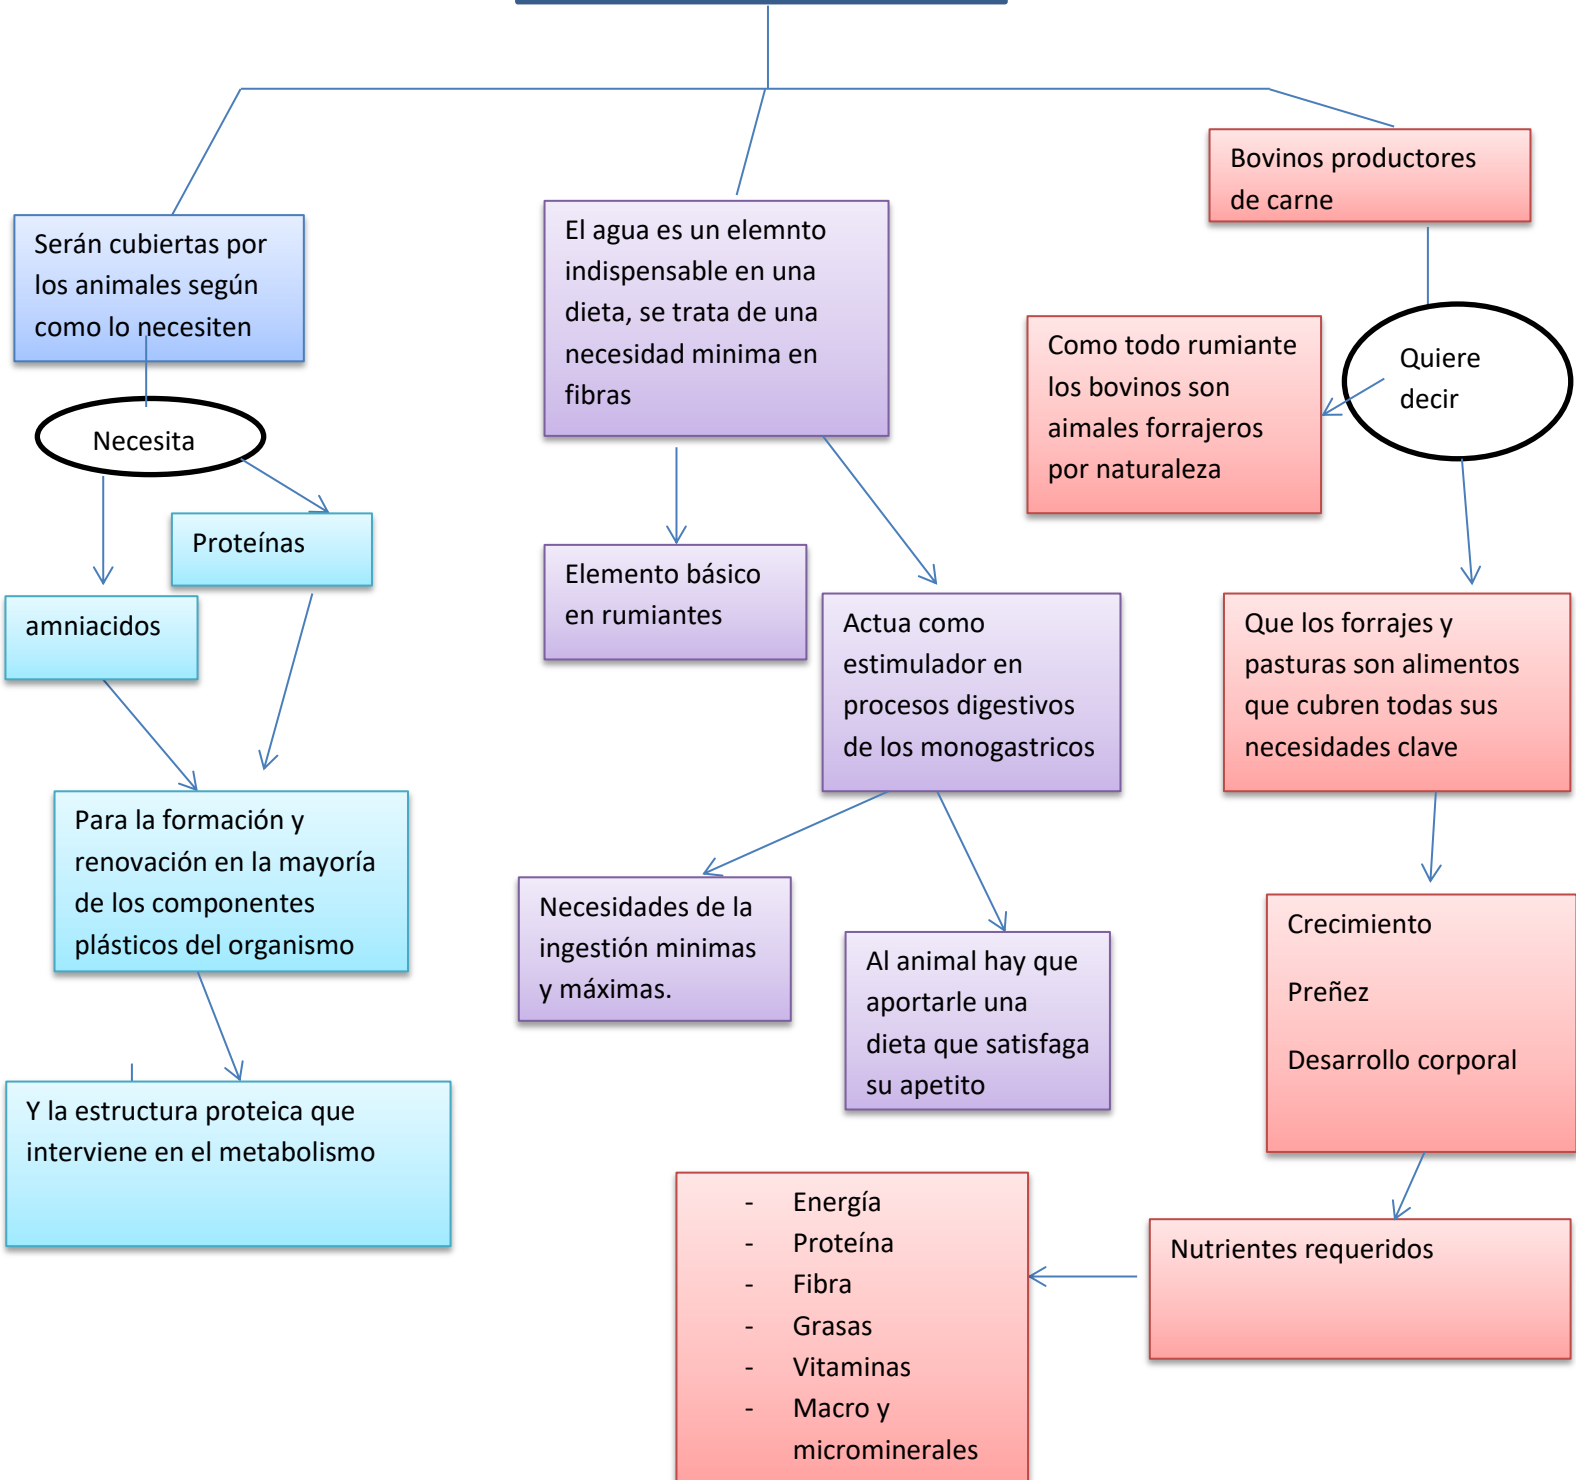 Serán cubiertas por
los animales según
como lo necesiten
Necesita
Proteínas
amniacidos
Para la formación y
renovación en la mayoría
de los componentes
plásticos del organismo
Y la estructura proteica que
interviene en el metabolismo
El agua es un elemnto
indispensable en una
dieta, se trata de una
necesidad minima en
fibras
Elemento básico
en rumiantes
Actua como
estimulador en
procesos digestivos
de los monogastricos
Necesidades de la
ingestión minimas
y máximas.
Al animal hay que
aportarle una
dieta que satisfaga
su apetito
Bovinos productores
de carne
Quiere
decir
Como todo rumiante
los bovinos son
aimales forrajeros
por naturaleza
Que los forrajes y
pasturas son alimentos
que cubren todas sus
necesidades clave
Crecimiento
Preñez
Desarrollo corporal
Nutrientes requeridos
- Energía
- Proteína
- Fibra
- Grasas
- Vitaminas
- Macro y
microminerales